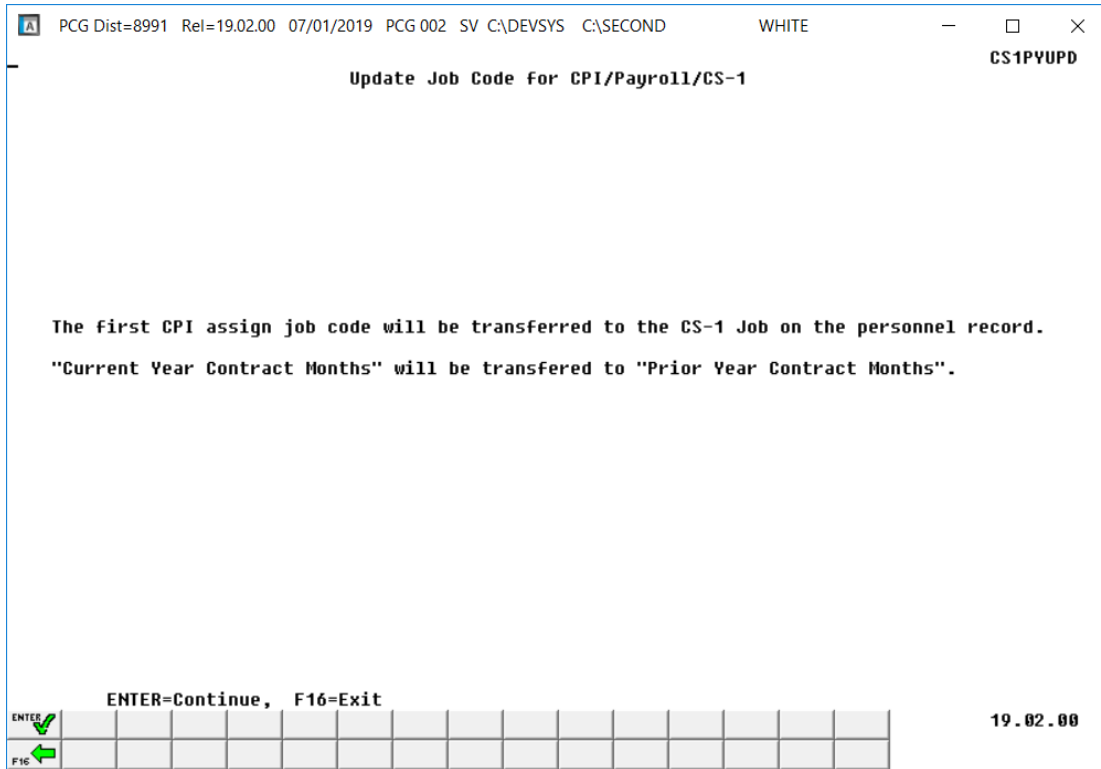 PCG Dist=8991 Rel=19.02.00 07/01/2019 PCG 002 SV C:\DEVSYS C:\SECOND WHITE
CS1PYUPD
Update Job Code for CPI/Payroll/CS-1
The first CPI assign job code will be transferred to the CS-1 Job on the personnel record.
"Current Year Contract Months" will be transfered to "Prior Year Contract Months".
ENTER=Continue, F16=Exit
ENTER
19.02.00
F16